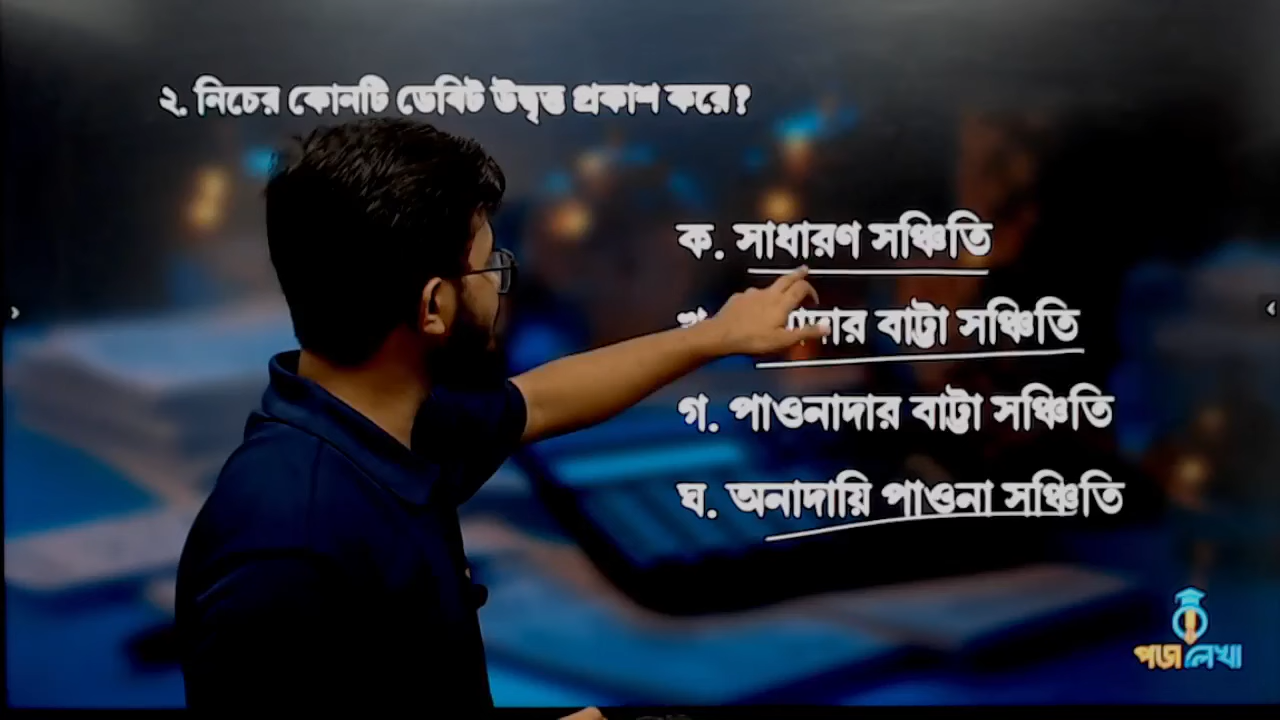 ২. নিচের কোনটি ডেবিট উদ্বৃত্ত প্রকাশ করে?
ক. সাধারণ সঞ্চিতি
বাট্টা সঞ্চিতি
গ. পাওনাদার বাট্টা সঞ্চিতি
ঘ. অনাদায়ি পাওনা সঞ্চিতি
পড়া লেখা